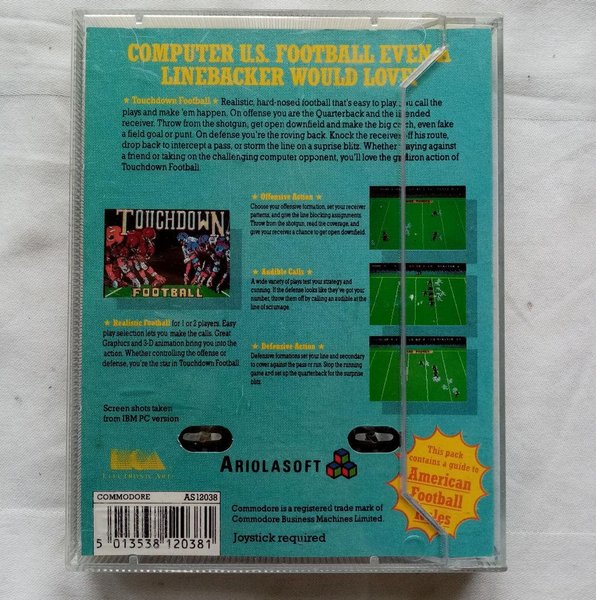 COMPUTER U.S. FOOTBALL EVEN A
LINEBACKER WOULD LOVE
★ Touchdown Football ★ Realistic, hard-nosed football that's easy to play. You call the
plays and make 'em happen. On offense you are the Quarterback and the intended
receiver. Throw from the shotgun, get open downfield and make the big catch, even fake
a field goal or punt. On defense you're the roving back. Knock the receiver off his route,
drop back to intercept a pass, or storm the line on a suprise blitz. Whether playing against
a friend or taking on the challenging computer opponent, you'll love the gridiron action of
Touchdown Football.
TOUCHDOWN
FOOTBALL
★ Realistic Football for 1 or 2 players. Easy
play selection lets you make the calls. Great
Graphics and 3-D animation bring you into the
action. Whether controlling the offense or
defense, you're the star in Touchdown Football.
Screen shots taken
from IBM PC version
★ Offensive Action ★
Choose your offensive formation, set your receiver
patterns, and give the line blocking assignments.
Throw from the shotgun, read the coverage, and
give your receiver a chance to get open downfield.
★ Audible Calls ★
A wide variety of plays test your strategy and
cunning. If the defense looks like they've got your
number, throw them off by calling an audible at the
line of scrumage.
★ Defensive Action ★
Defensive formations set your line and secondary
to cover against the pass or run. Stop the running
game and set up the quarterback for the surprise
blitz.
ELECTRONIC ARTS
ARIOLASOFT
This pack
contains a guide to
American
Football
Rules
COMMODORE AS12038
5 013538 120381
Commodore is a registered trade mark of
Commodore Business Machines Limited.
Joystick required